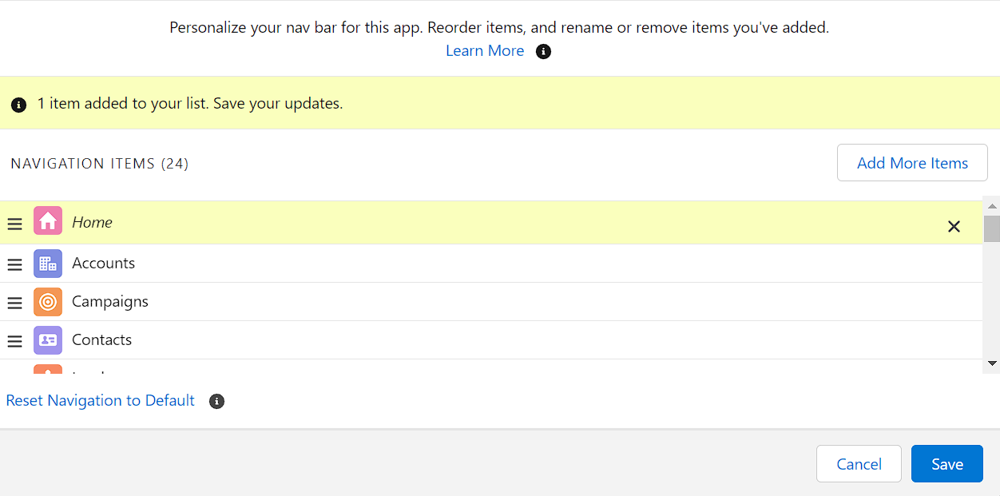 Personalize your nav bar for this app. Reorder items, and rename or remove items you've added.
Learn More
1 item added to your list. Save your updates.
NAVIGATION ITEMS (24)
Add More Items
Home
Accounts
Campaigns
Contacts
Reset Navigation to Default
Cancel
Save